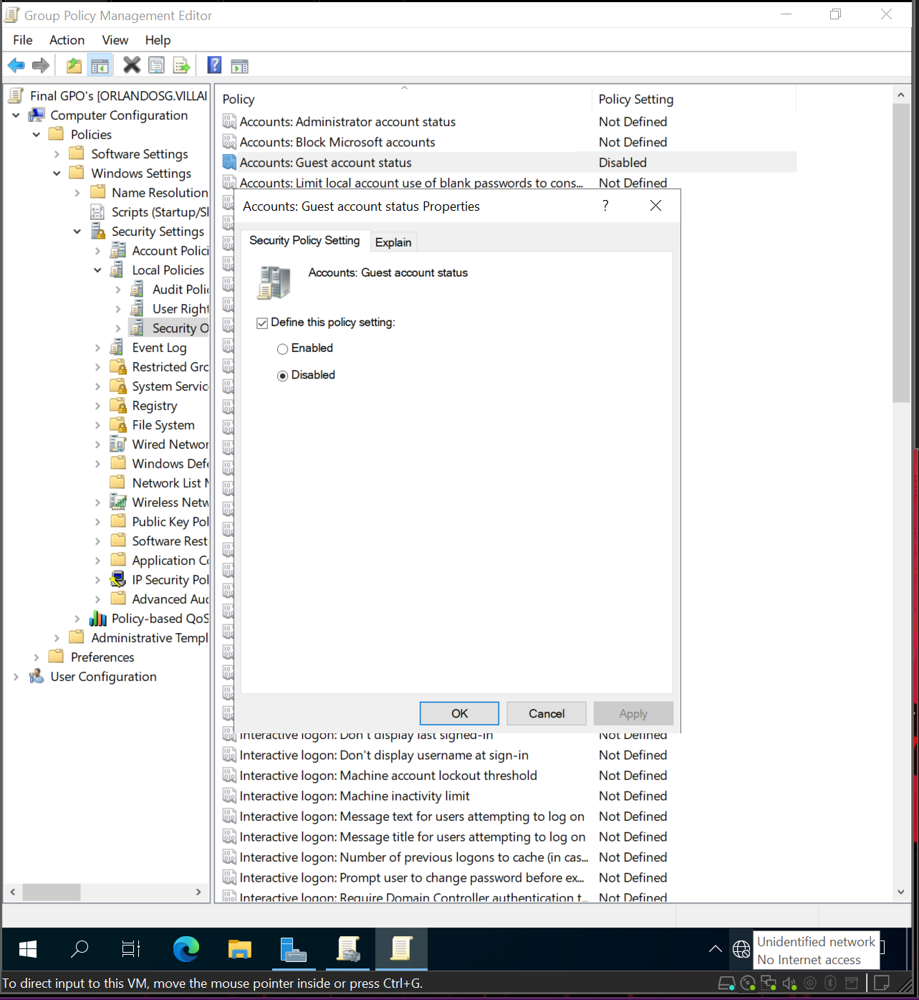 Group Policy Management Editor
File Action View Help
Final GPO's [ORLANDOSG.VILLAI
Computer Configuration
Policies
Software Settings
Windows Settings
Name Resolution
Scripts (Startup/Sl
Security Settings
Account Polici
Local Policies
Audit Polic
User Right
Security O
Event Log
Restricted Grc
System Servic
Registry
File System
Wired Networ
Windows Defe
Network List M
Wireless Netw
Public Key Pol
Software Rest
Application Co
IP Security Pol
Advanced Aud
Policy-based QoS
Administrative Templ
Preferences
User Configuration
Policy Policy Setting
Accounts: Administrator account status Not Defined
Accounts: Block Microsoft accounts Not Defined
Accounts: Guest account status Disabled
Accounts: Limit local account use of blank passwords to cons... Not Defined
Accounts: Guest account status Properties ?
Security Policy Setting Explain
Accounts: Guest account status
Define this policy setting:
Enabled
Disabled
OK Cancel Apply
Interactive logon: Don't display last signed-in Not Defined
Interactive logon: Don't display username at sign-in Not Defined
Interactive logon: Machine account lockout threshold Not Defined
Interactive logon: Machine inactivity limit Not Defined
Interactive logon: Message text for users attempting to log on Not Defined
Interactive logon: Message title for users attempting to log on Not Defined
Interactive logon: Number of previous logons to cache (in cas... Not Defined
Interactive logon: Prompt user to change password before ex... Not Defined
Interactive logon: Require Domain Controller authentication t... Not Defined
Unidentified network
No Internet access
To direct input to this VM, move the mouse pointer inside or press Ctrl+G.